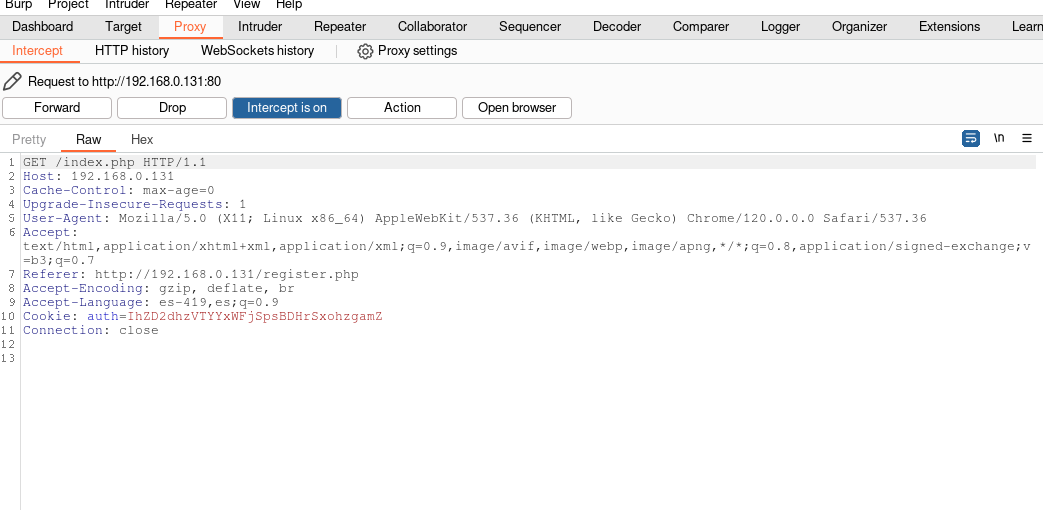 Burp Project Intruder Repeater View Help
Dashboard Target Proxy Intruder Repeater Collaborator Sequencer Decoder Comparer Logger Organizer Extensions Learn
Intercept HTTP history WebSockets history Proxy settings
Request to http://192.168.0.131:80
Forward Drop Intercept is on Action Open browser
Pretty Raw Hex \n
1 GET /index.php HTTP/1.1
2 Host: 192.168.0.131
3 Cache-Control: max-age=0
4 Upgrade-Insecure-Requests: 1
5 User-Agent: Mozilla/5.0 (X11; Linux x86_64) AppleWebKit/537.36 (KHTML, like Gecko) Chrome/120.0.0.0 Safari/537.36
6 Accept:
text/html,application/xhtml+xml,application/xml;q=0.9,image/avif,image/webp,image/apng,*/*;q=0.8,application/signed-exchange;v
=b3;q=0.7
7 Referer: http://192.168.0.131/register.php
8 Accept-Encoding: gzip, deflate, br
9 Accept-Language: es-419,es;q=0.9
10 Cookie: auth=IhZD2dhzVTYYxWFjSpsBDHrSxohzgamZ
11 Connection: close
12
13